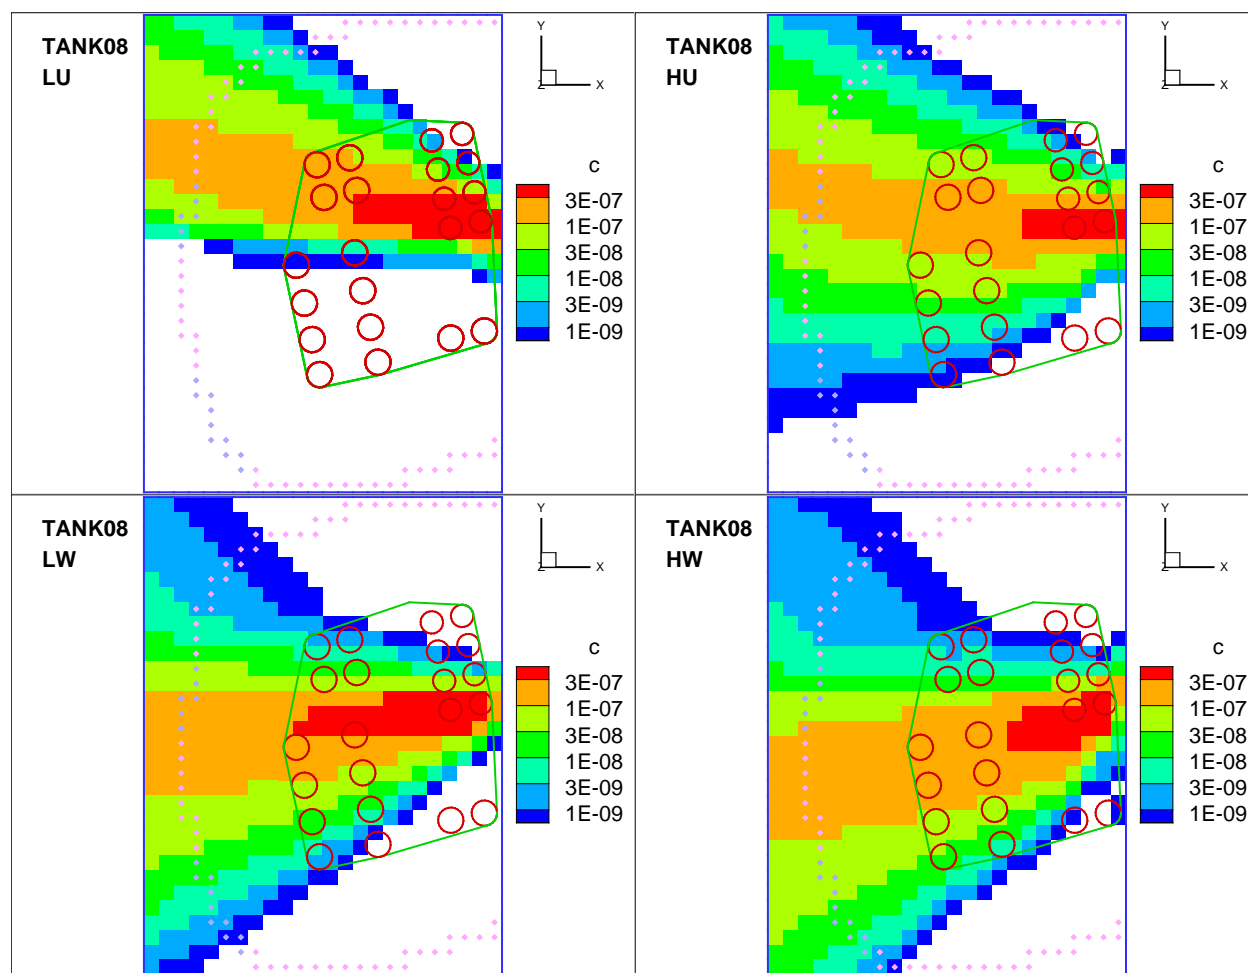 TANK08
LU
Y
Z
X
C
3E-07
1E-07
3E-08
1E-08
3E-09
1E-09
TANK08
HU
Y
Z
X
C
3E-07
1E-07
3E-08
1E-08
3E-09
1E-09
TANK08
LW
Y
Z
X
C
3E-07
1E-07
3E-08
1E-08
3E-09
1E-09
TANK08
HW
Y
Z
X
C
3E-07
1E-07
3E-08
1E-08
3E-09
1E-09